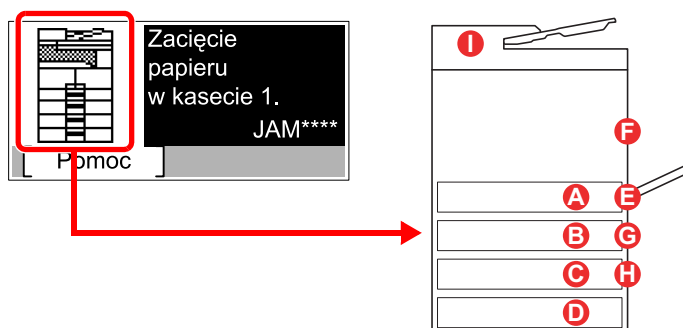 Zacięcie
papieru
w kasecie 1.
JAM****
Pomoc
I
F
A
E
B
G
C
H
D